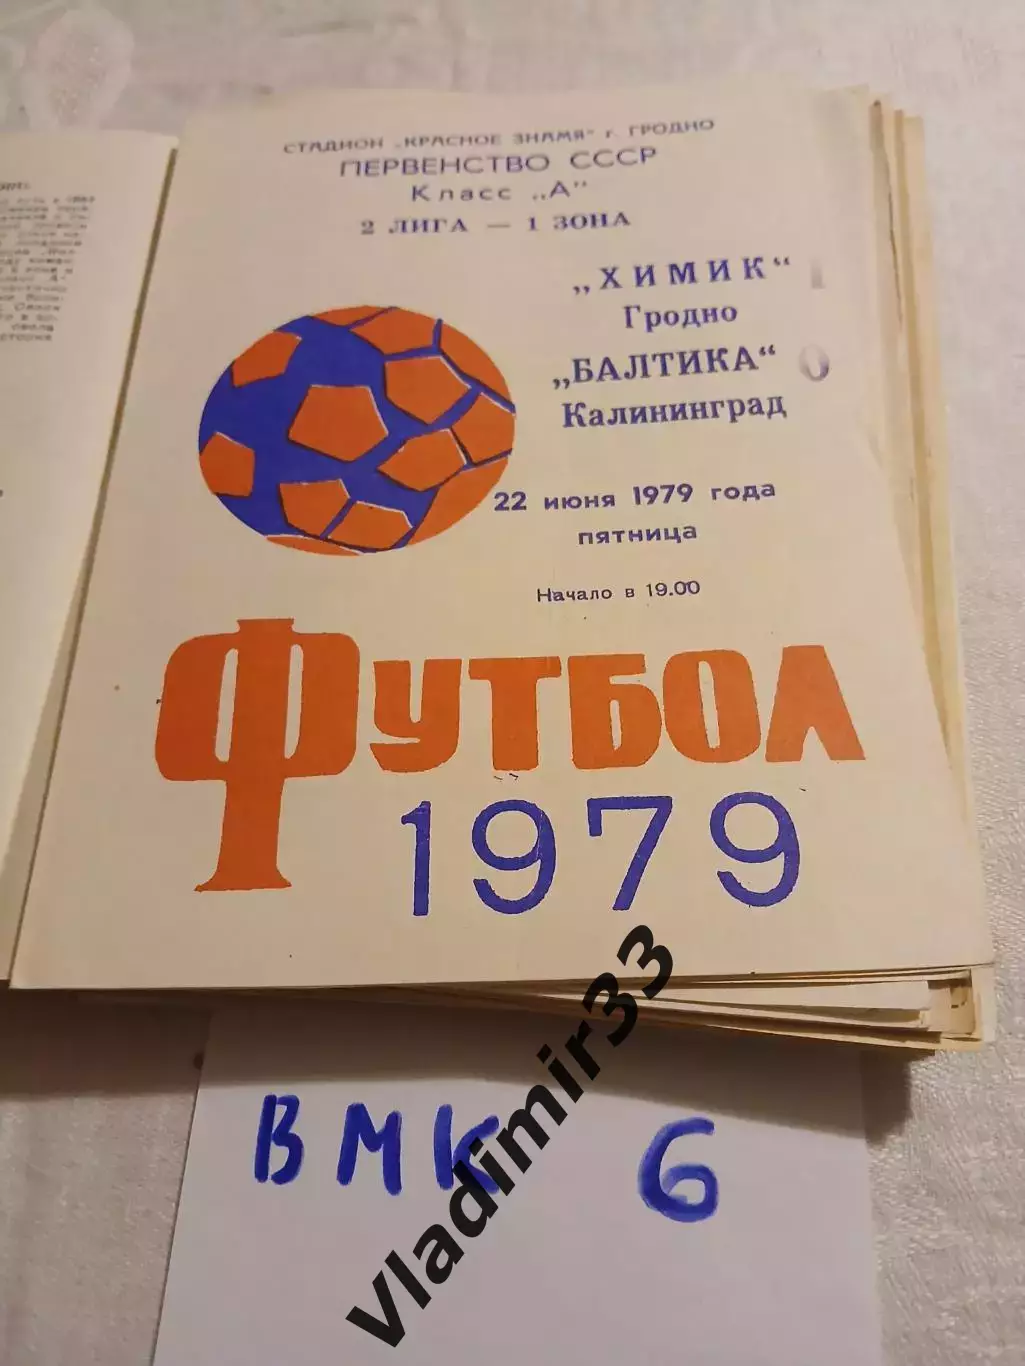 СТАДИОН „КРАСНОЕ ЗНАМЯ" г. ГРОДНО
ПЕРВЕНСТВО СССР
Класс „А"
2 ЛИГА — 1 ЗОНА
„ХИМИК" 1
Гродно
„БАЛТИКА" 0
Калининград
22 июня 1979 года
пятница
Начало в 19.00
ФУТБОЛ
1979
ВМК 6
Vladimir33